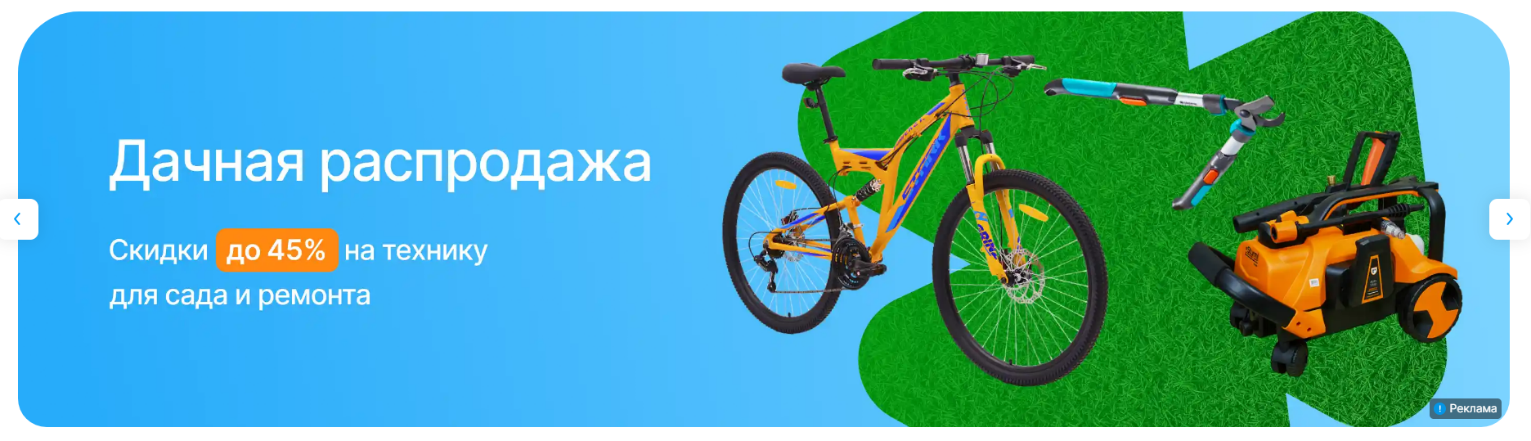 Дачная распродажа
Скидки до 45% на технику
для сада и ремонта
Реклама